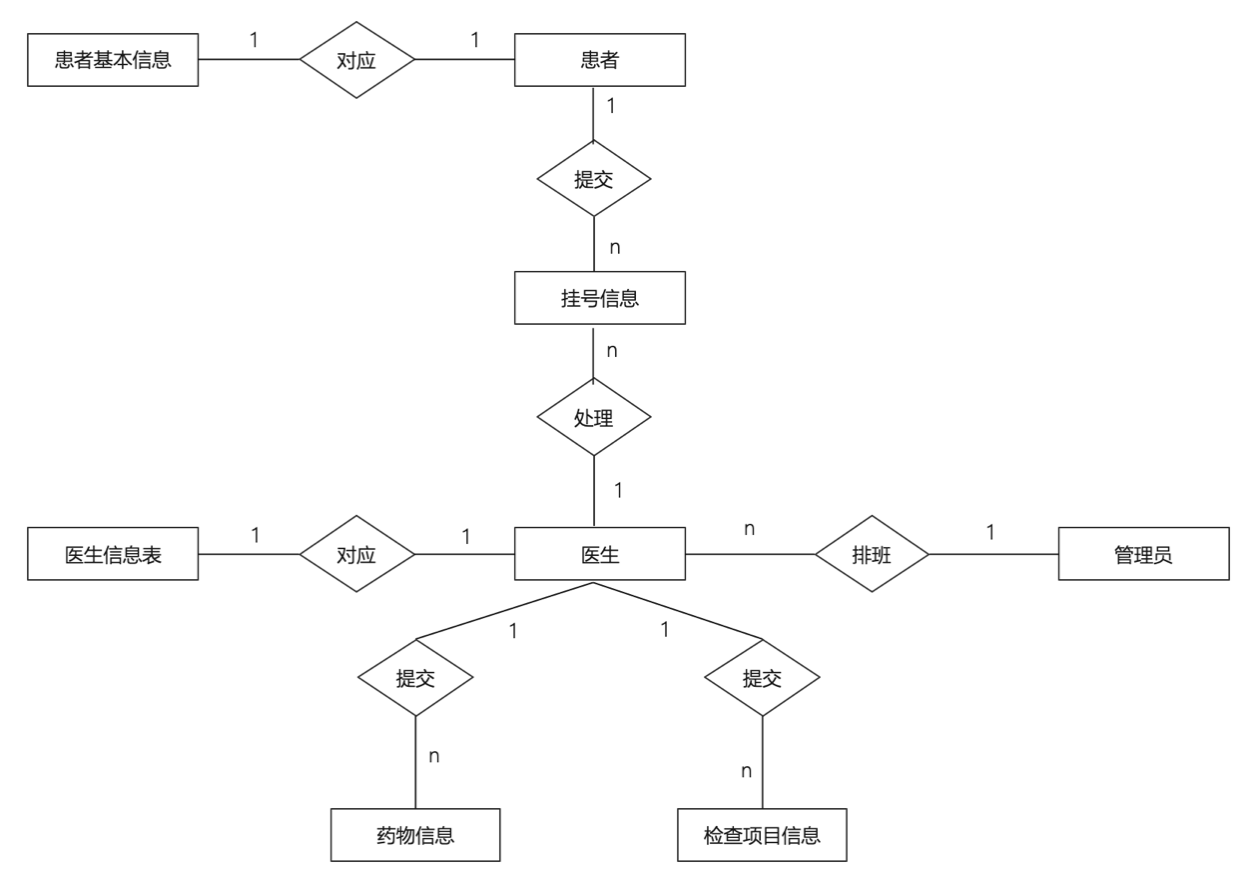 1
1
患者基本信息
对应
患者
1
提交
n
挂号信息
n
处理
1
1
1
n
1
医生信息表
对应
医生
排班
管理员
1
1
提交
提交
n
n
药物信息
检查项目信息